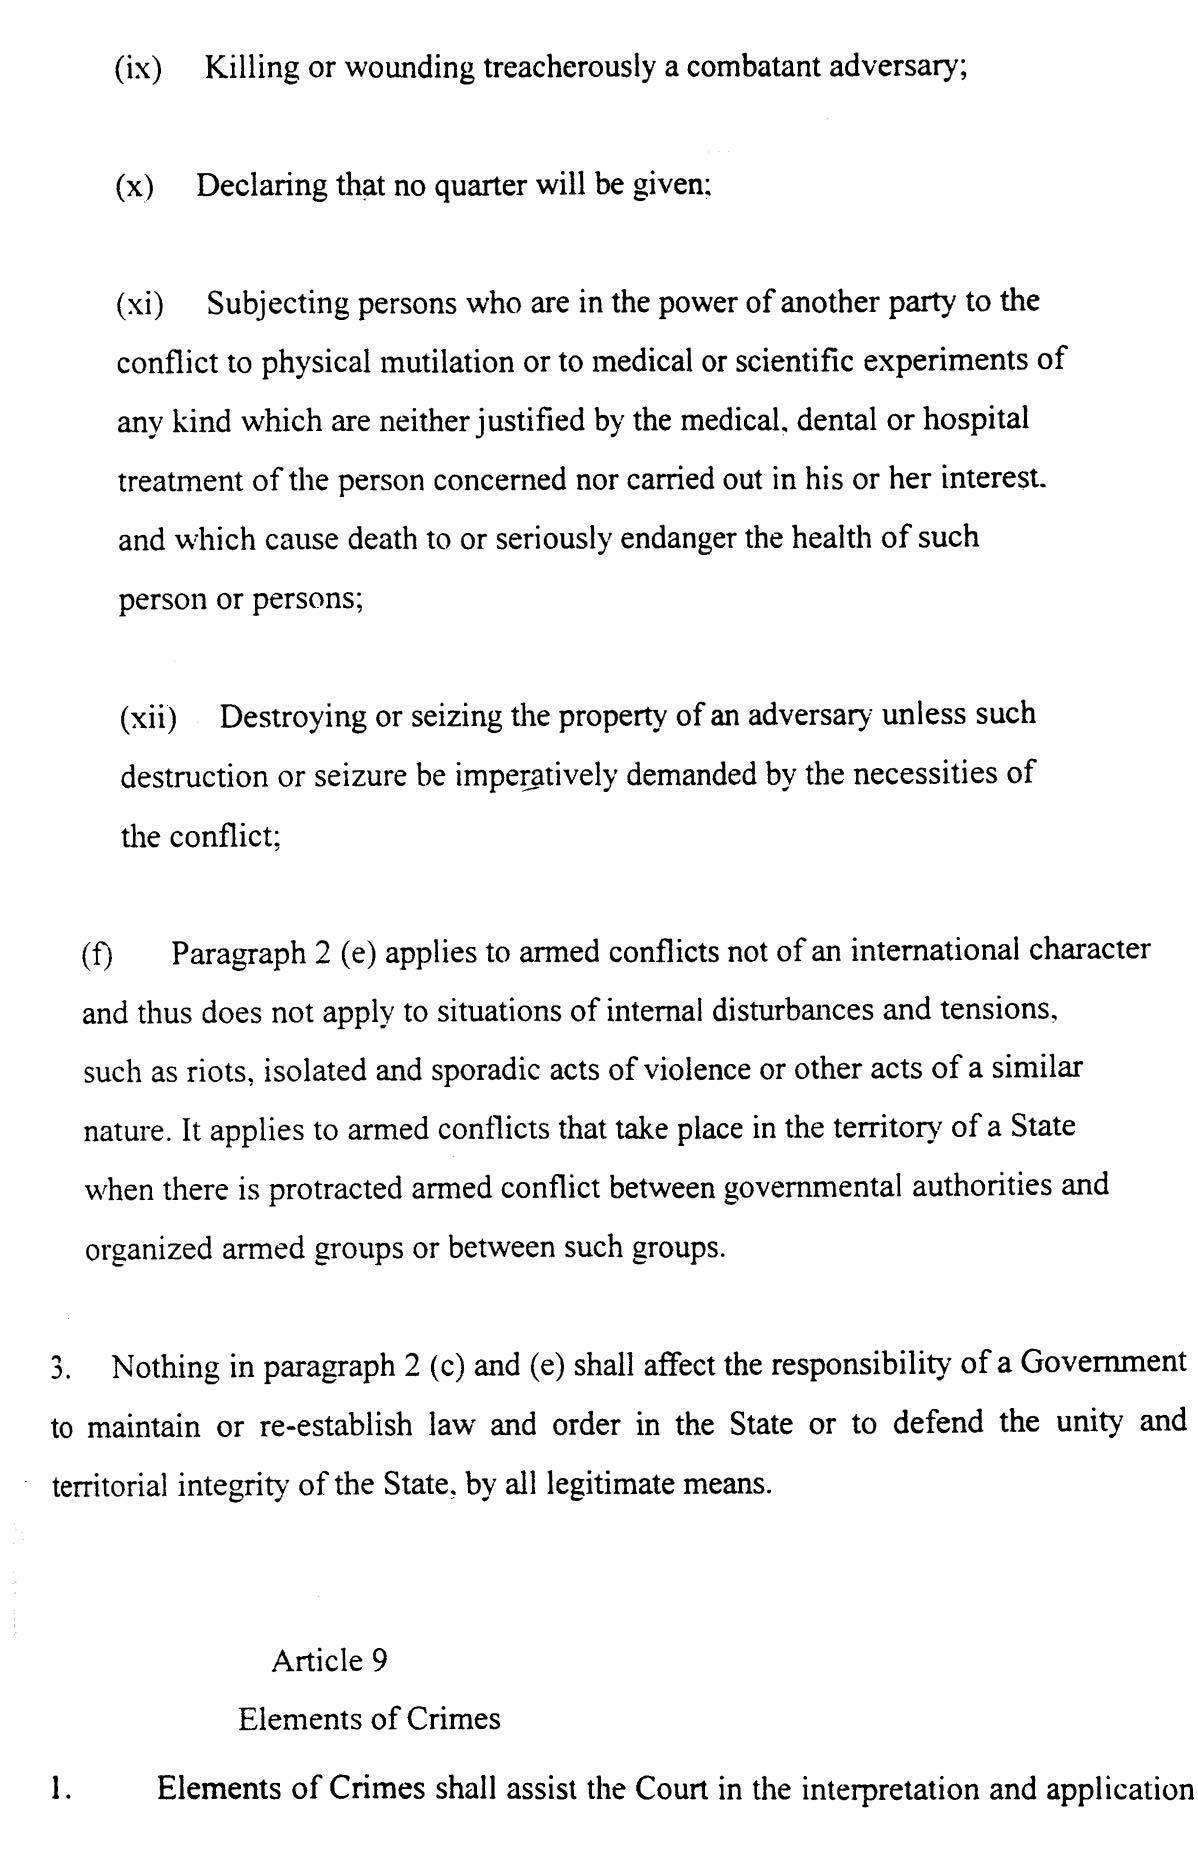 (ix) Killing or wounding treacherously a combatant adversary;
(x) Declaring that no quarter will be given;
(xi) Subjecting persons who are in the power of another party to the
conflict to physical mutilation or to medical or scientific experiments of
any kind which are neither justified by the medical, dental or hospital
treatment of the person concerned nor carried out in his or her interest.
and which cause death to or seriously endanger the health of such
person or persons;
(xii) Destroying or seizing the property of an adversary unless such
destruction or seizure be imperatively demanded by the necessities of
the conflict;
(f) Paragraph 2 (e) applies to armed conflicts not of an international character
and thus does not apply to situations of internal disturbances and tensions,
such as riots, isolated and sporadic acts of violence or other acts of a similar
nature. It applies to armed conflicts that take place in the territory of a State
when there is protracted armed conflict between governmental authorities and
organized armed groups or between such groups.
3. Nothing in paragraph 2 (c) and (e) shall affect the responsibility of a Government
to maintain or re-establish law and order in the State or to defend the unity and
territorial integrity of the State, by all legitimate means.
Article 9
Elements of Crimes
1. Elements of Crimes shall assist the Court in the interpretation and application